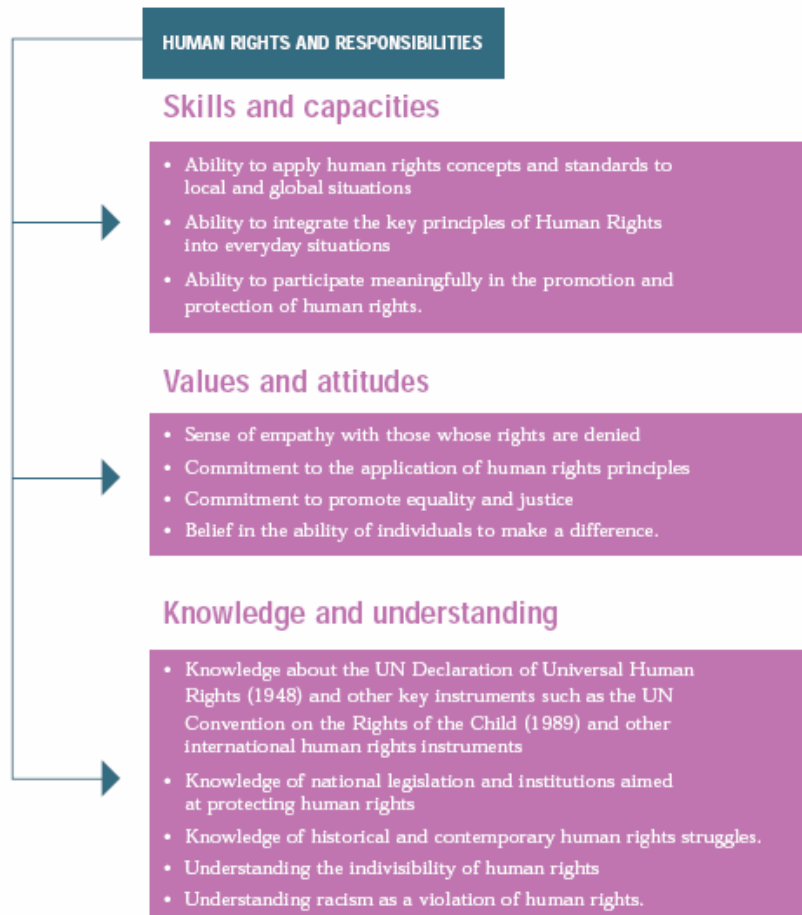 HUMAN RIGHTS AND RESPONSIBILITIES
Skills and capacities
• Ability to apply human rights concepts and standards to
local and global situations
• Ability to integrate the key principles of Human Rights
into everyday situations
• Ability to participate meaningfully in the promotion and
protection of human rights.
Values and attitudes
• Sense of empathy with those whose rights are denied
• Commitment to the application of human rights principles
• Commitment to promote equality and justice
• Belief in the ability of individuals to make a difference.
Knowledge and understanding
• Knowledge about the UN Declaration of Universal Human
Rights (1948) and other key instruments such as the UN
Convention on the Rights of the Child (1989) and other
international human rights instruments
• Knowledge of national legislation and institutions aimed
at protecting human rights
• Knowledge of historical and contemporary human rights struggles.
• Understanding the indivisibility of human rights
• Understanding racism as a violation of human rights.